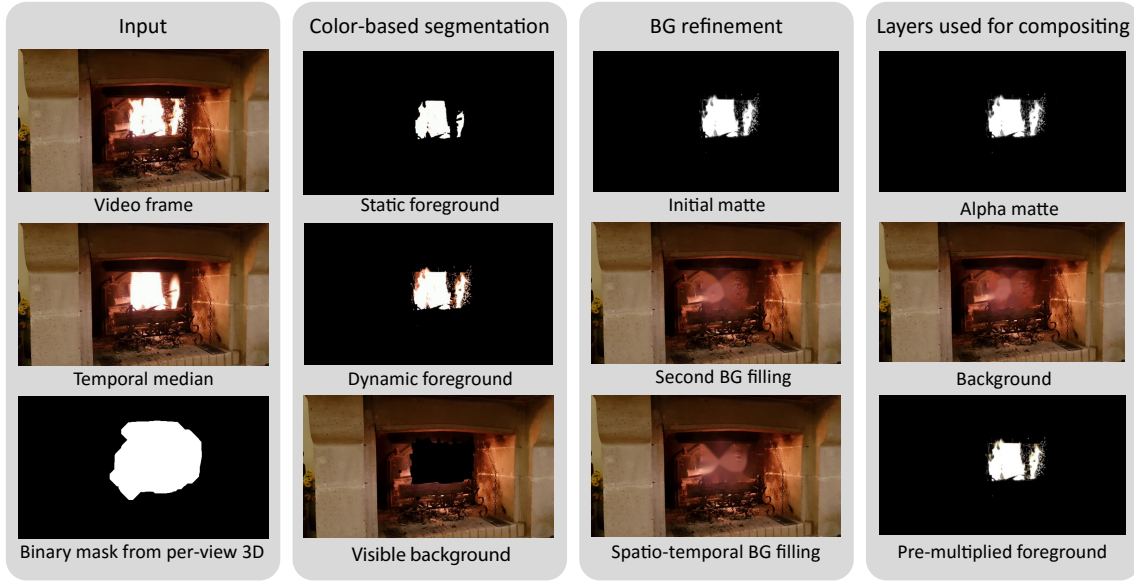 Input
Video frame
Temporal median
Binary mask from per-view 3D
Color-based segmentation
Static foreground
Dynamic foreground
Visible background
BG refinement
Initial matte
Second BG filling
Spatio-temporal BG filling
Layers used for compositing
Alpha matte
Background
Pre-multiplied foreground